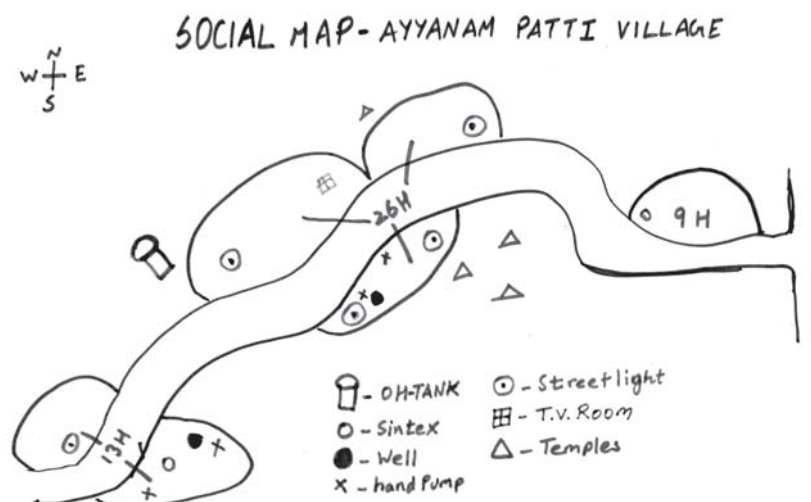 SOCIAL MAP - AYYANAM PATTI VILLAGE
N
W E
S
26H
9H
13H
- OH-TANK
- Sintex
- Well
x - hand Pump
- Streetlight
- T.V. Room
- Temples